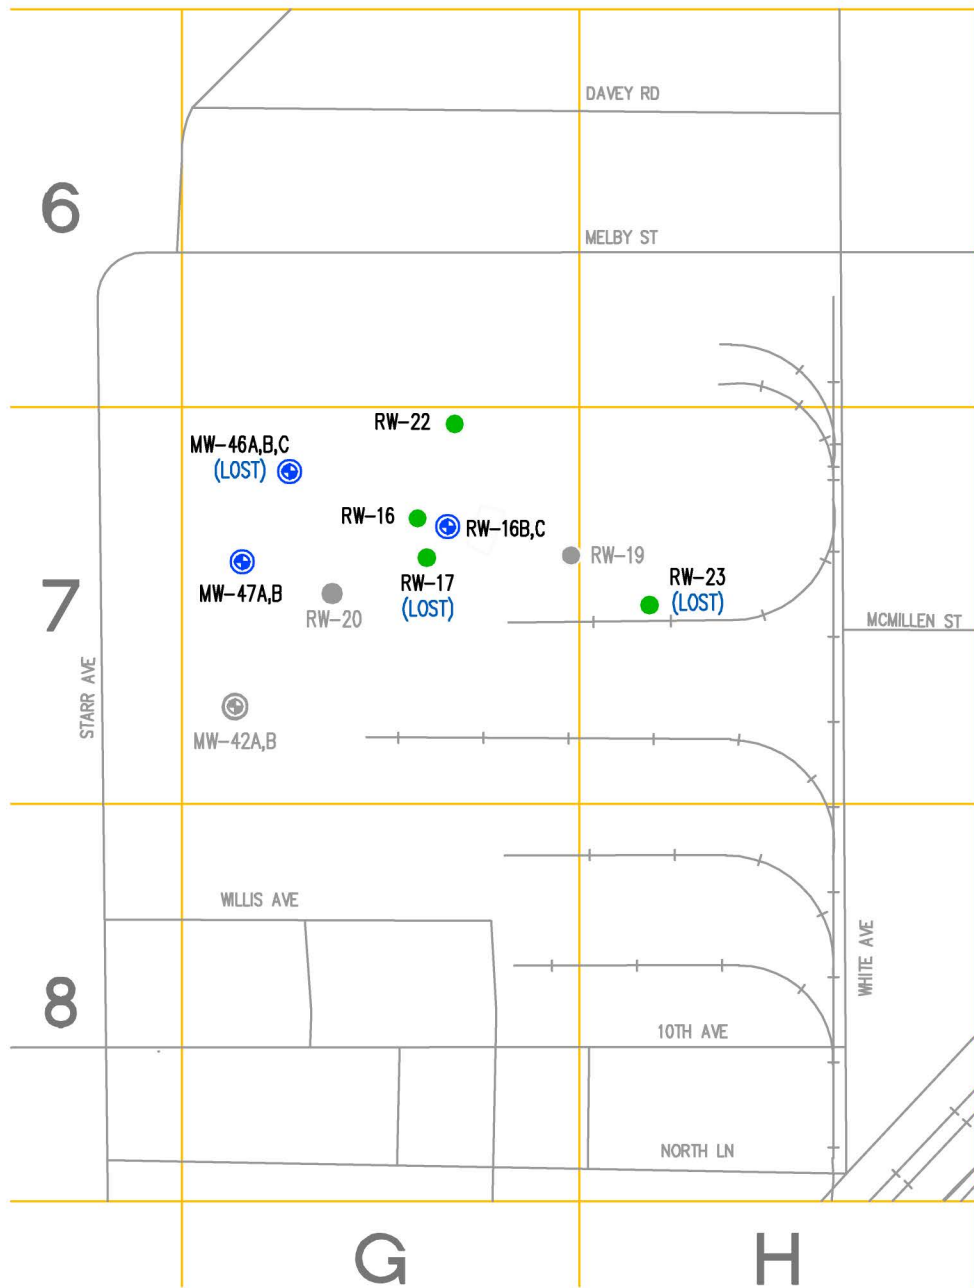 DAVEY RD
6
MELBY ST
RW-22
MW-46A,B,C
(LOST)
RW-16
RW-16B,C
RW-19
RW-17
(LOST)
RW-23
(LOST)
7
MW-47A,B
RW-20
MCMILLEN ST
STARR AVE
MW-42A,B
WILLIS AVE
WHITE AVE
8
10TH AVE
NORTH LN
G
H